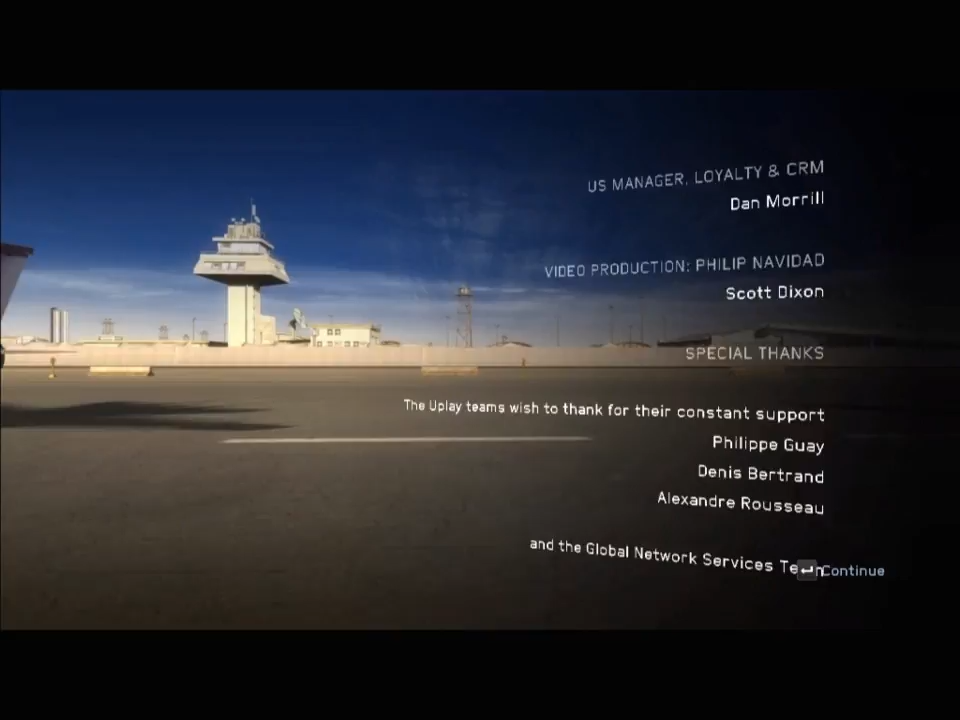 US MANAGER, LOYALTY & CRM
Dan Morrill
VIDEO PRODUCTION: PHILIP NAVIDAD
Scott Dixon
SPECIAL THANKS
The Uplay teams wish to thank for their constant support
Philippe Guay
Denis Bertrand
Alexandre Rousseau
and the Global Network Services
Continue